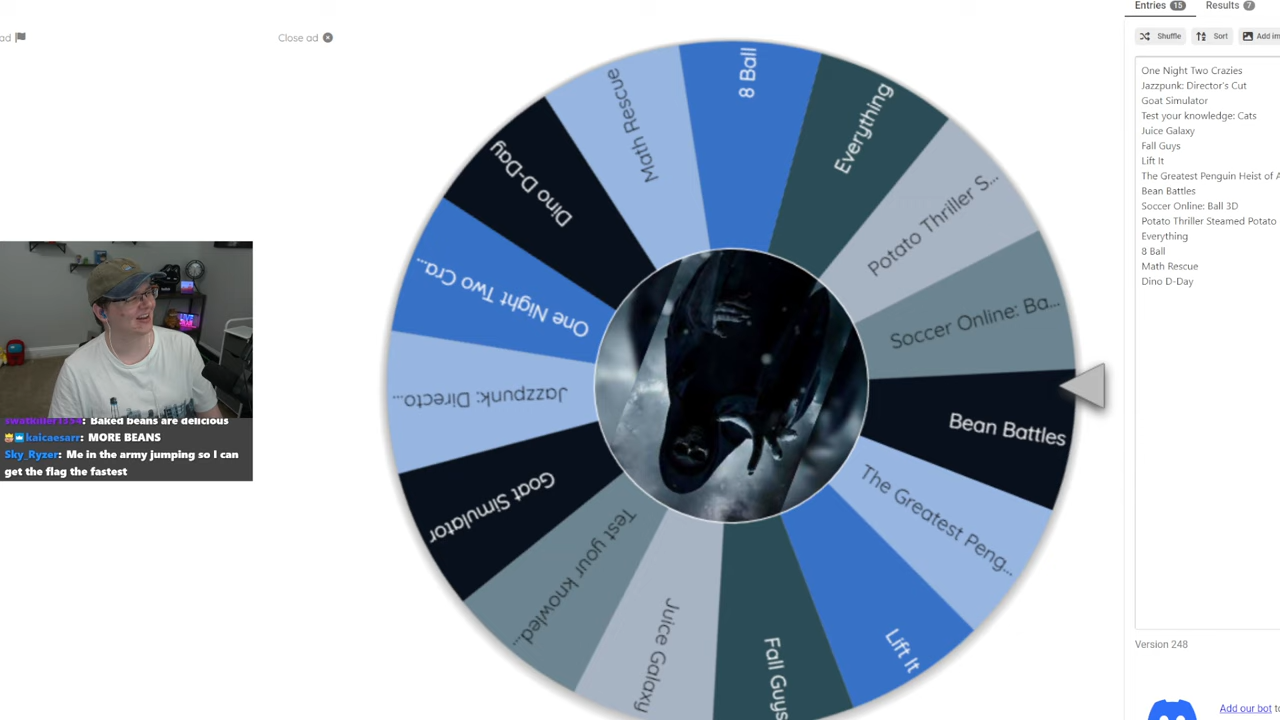 ad
Close ad
Entries 15
Results 7
Shuffle
Sort
Add im
One Night Two Crazies
Jazzpunk: Director's Cut
Goat Simulator
Test your knowledge: Cats
Juice Galaxy
Fall Guys
Lift It
The Greatest Penguin Heist of A
Bean Battles
Soccer Online: Ball 3D
Potato Thriller Steamed Potato
Everything
8 Ball
Math Rescue
Dino D-Day
8 Ball
Everything
Potato Thriller S...
Soccer Online: Ba...
Bean Battles
The Greatest Peng...
Lift It
Fall Guys
Juice Galaxy
Test your knowled...
Goat Simulator
Jazzpunk: Directo...
One Night Two Cra...
Dino D-Day
Math Rescue
swatkiller1334: Baked beans are delicious
kaicaesarr: MORE BEANS
Sky_Ryzer: Me in the army jumping so I can
get the flag the fastest
Version 248
Add our bot to